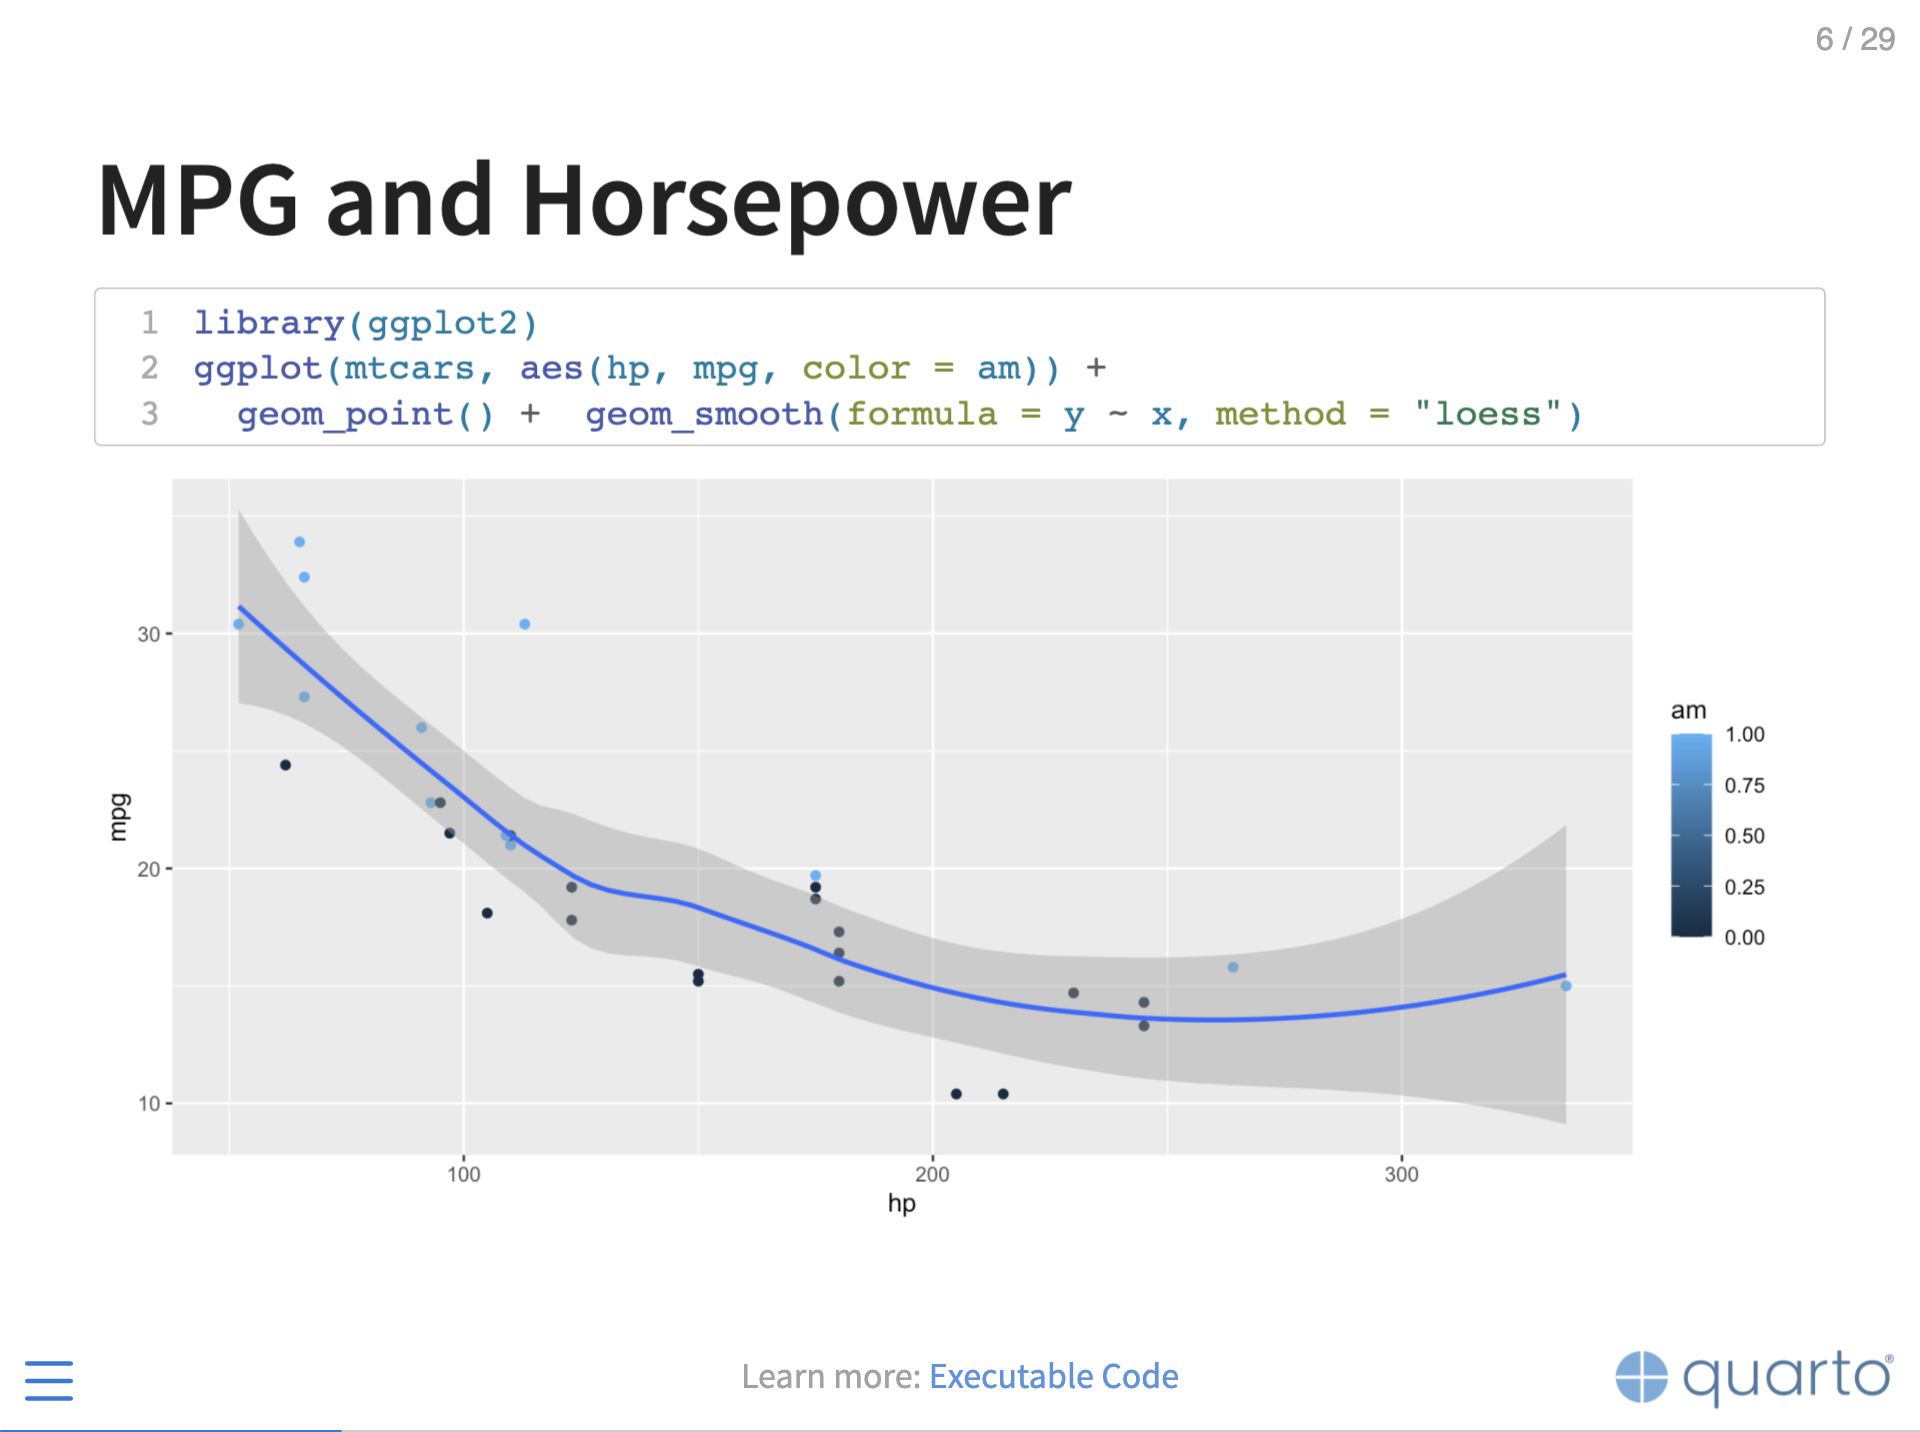 6 / 29
MPG and Horsepower
1 library(ggplot2)
2 ggplot(mtcars, aes(hp, mpg, color = am)) +
3   geom_point() +  geom_smooth(formula = y ~ x, method = "loess")
30
20
10
mpg
100 200 300
hp
am
1.00
0.75
0.50
0.25
0.00
Learn more: Executable Code
quarto®